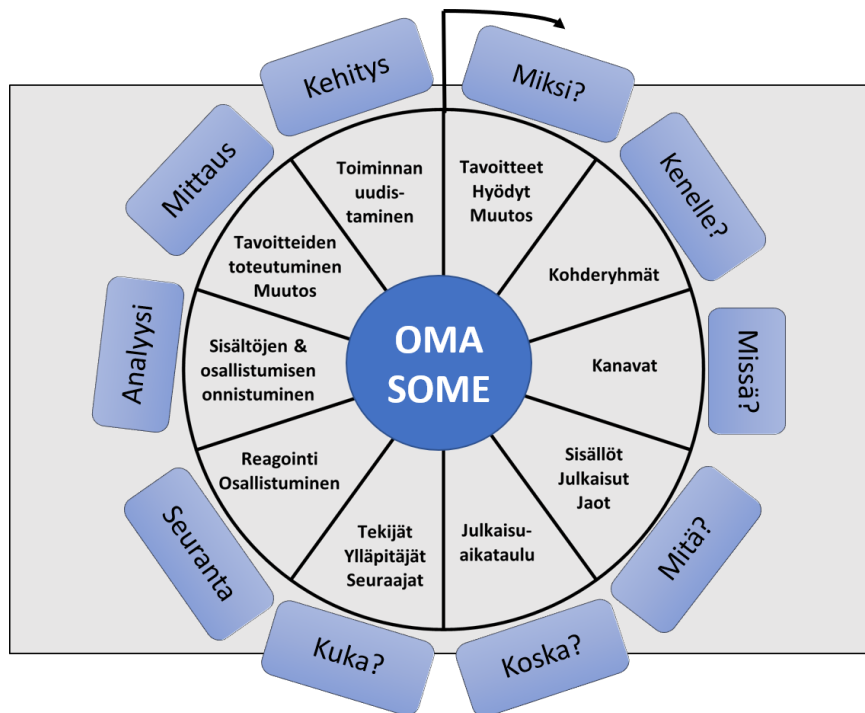 Miksi?
Tavoitteet
Hyödyt
Muutos
Kenelle?
Kohderyhmät
Missä?
Kanavat
Mitä?
Sisällöt
Julkaisut
Jaot
Koska?
Julkaisu-
aikataulu
Kuka?
Tekijät
Ylläpitäjät
Seuraajat
Seuranta
Reagointi
Osallistuminen
Analyysi
Sisältöjen &
osallistumisen
onnistuminen
Mittaus
Tavoitteiden
toteutuminen
Muutos
Kehitys
Toiminnan
uudis-
taminen
OMA
SOME